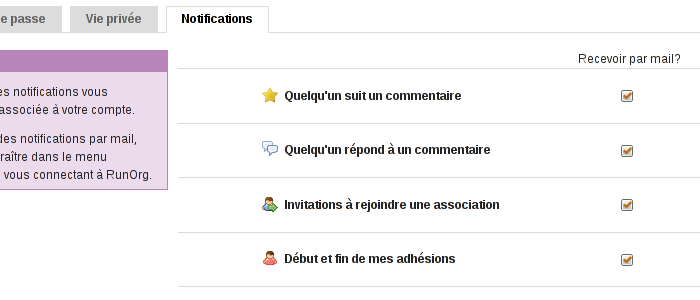 e passe
Vie privée
Notifications
Recevoir par mail?
es notifications vous
associée à votre compte.
des notifications par mail,
raître dans le menu
vous connectant à RunOrg.
Quelqu'un suit un commentaire
Quelqu'un répond à un commentaire
Invitations à rejoindre une association
Début et fin de mes adhésions